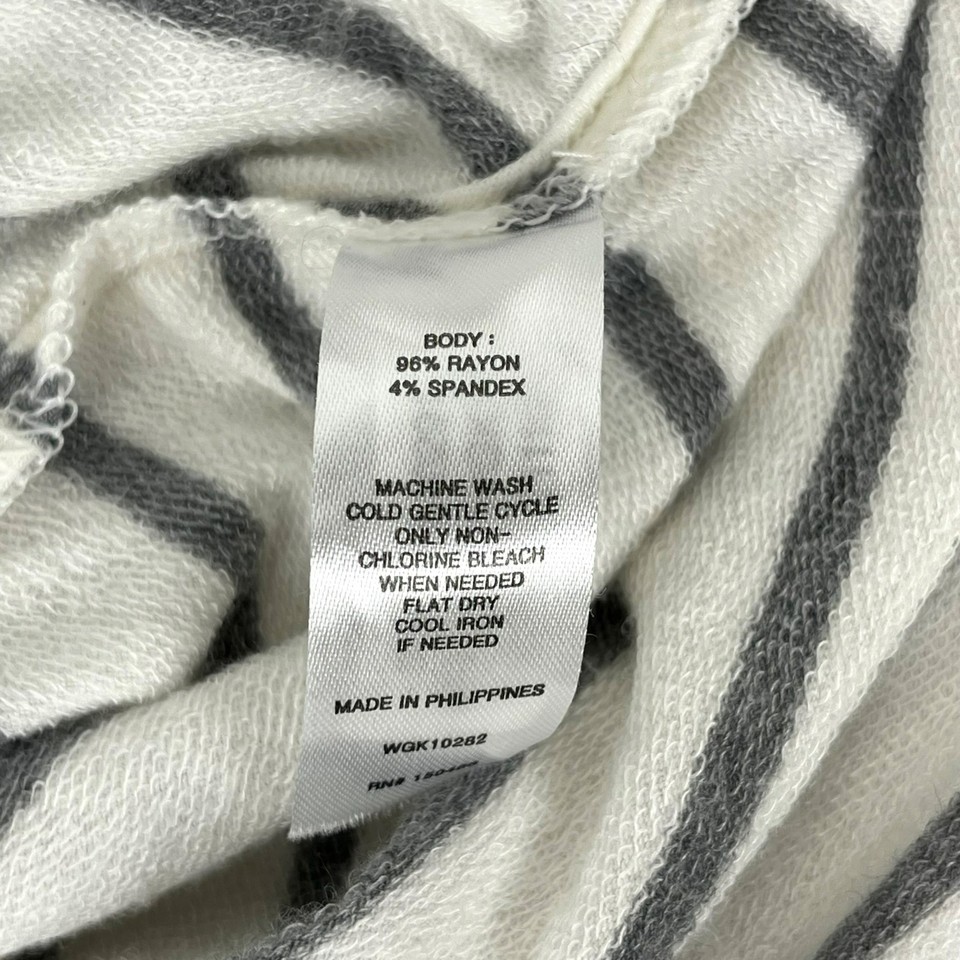 BODY :
96% RAYON
4% SPANDEX
MACHINE WASH
COLD GENTLE CYCLE
ONLY NON-
CHLORINE BLEACH
WHEN NEEDED
FLAT DRY
COOL IRON
IF NEEDED
MADE IN PHILIPPINES
WGK10282
RN#